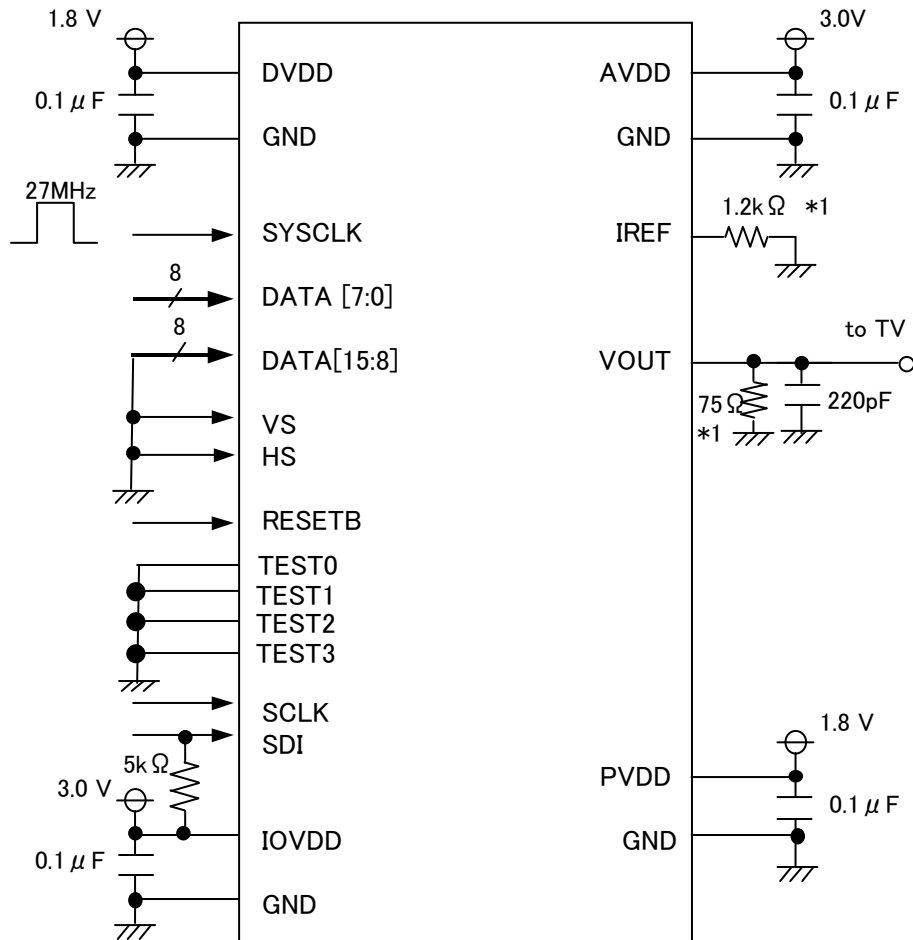 1.8 V
3.0V
DVDD
AVDD
0.1 μF
0.1 μF
GND
GND
27MHz
1.2kΩ *1
SYSCLK
IREF
8
DATA [7:0]
8
to TV
DATA[15:8]
VOUT
75Ω
220pF
*1
VS
HS
RESETB
TEST0
TEST1
TEST2
TEST3
SCLK
1.8 V
SDI
5kΩ
PVDD
3.0 V
0.1 μF
IOVDD
GND
0.1 μF
GND